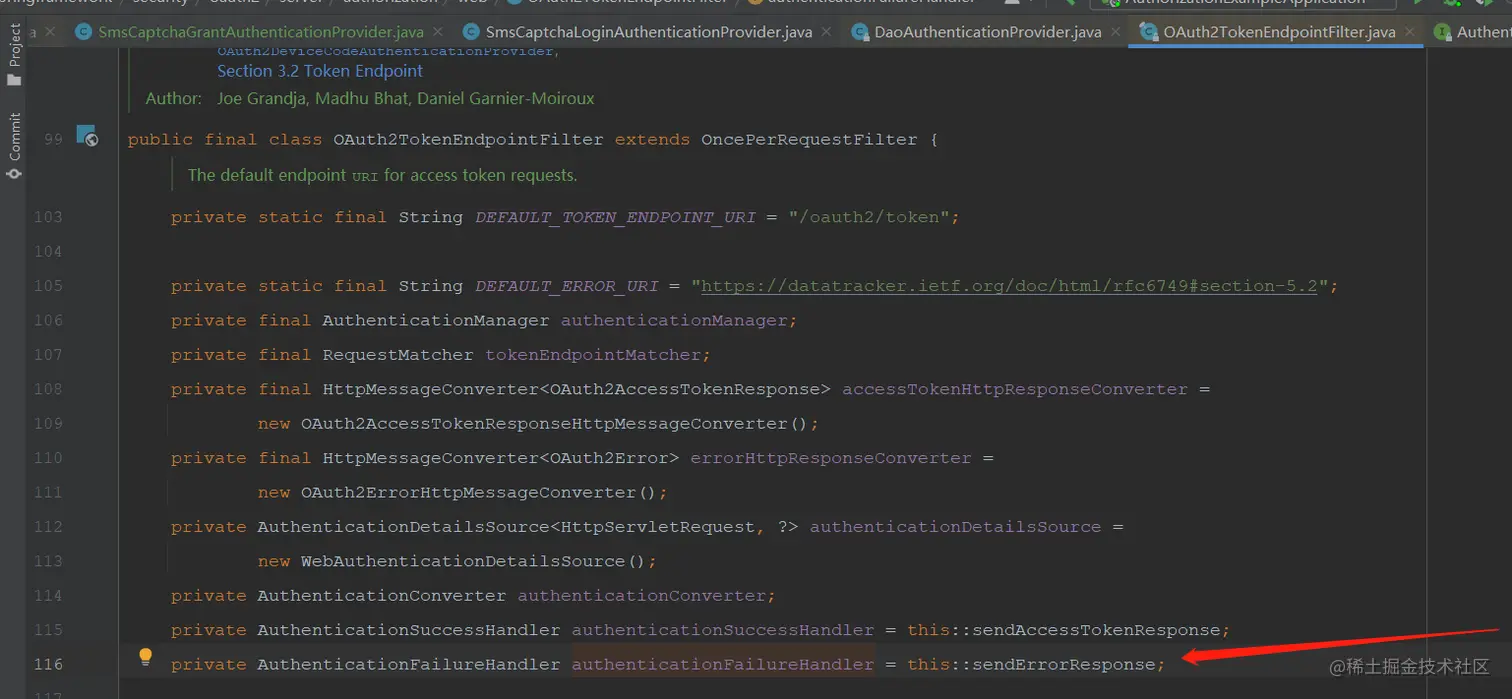 Project
Commit
SmsCaptchaGrantAuthenticationProvider.java
SmsCaptchaLoginAuthenticationProvider.java
DaoAuthenticationProvider.java
OAuth2TokenEndpointFilter.java
Authent
OAuth2DeviceCodeAuthenticationProvider,
Section 3.2 Token Endpoint
Author: Joe Grandja, Madhu Bhat, Daniel Garnier-Moiroux
99 public final class OAuth2TokenEndpointFilter extends OncePerRequestFilter {
The default endpoint URI for access token requests.
103 private static final String DEFAULT_TOKEN_ENDPOINT_URI = "/oauth2/token";
104
105 private static final String DEFAULT_ERROR_URI = "https://datatracker.ietf.org/doc/html/rfc6749#section-5.2";
106 private final AuthenticationManager authenticationManager;
107 private final RequestMatcher tokenEndpointMatcher;
108 private final HttpMessageConverter<OAuth2AccessTokenResponse> accessTokenHttpResponseConverter =
109 new OAuth2AccessTokenResponseHttpMessageConverter();
110 private final HttpMessageConverter<OAuth2Error> errorHttpResponseConverter =
111 new OAuth2ErrorHttpMessageConverter();
112 private AuthenticationDetailsSource<HttpServletRequest, ?> authenticationDetailsSource =
113 new WebAuthenticationDetailsSource();
114 private AuthenticationConverter authenticationConverter;
115 private AuthenticationSuccessHandler authenticationSuccessHandler = this::sendAccessTokenResponse;
116 private AuthenticationFailureHandler authenticationFailureHandler = this::sendErrorResponse;
117
@稀土掘金技术社区